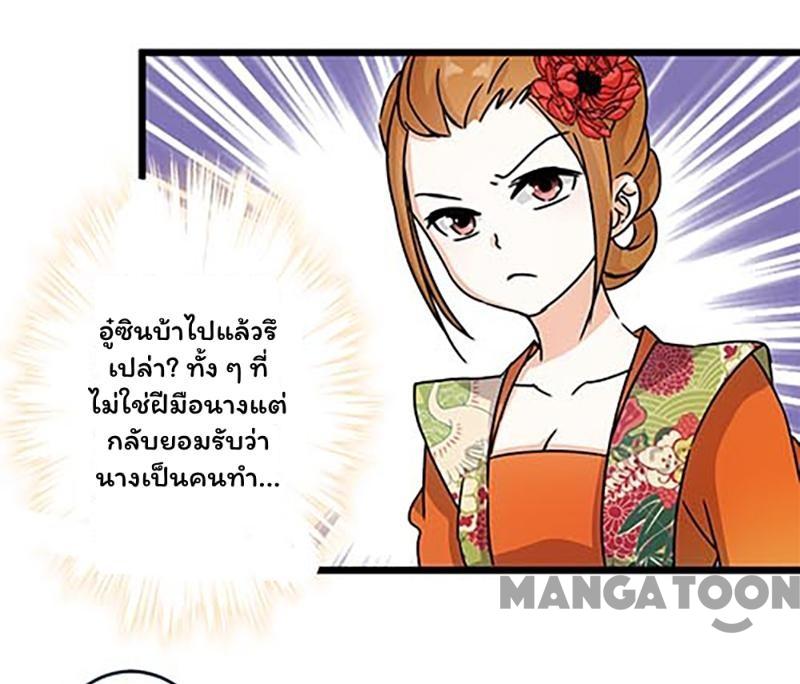 อู๋ซินบ้าไปแล้วรึ
เปล่า? ทั้ง ๆ ที่
ไม่ใช่ฝีมือนางแต่
กลับยอมรับว่า
นางเป็นคนทำ...
MANGATOON